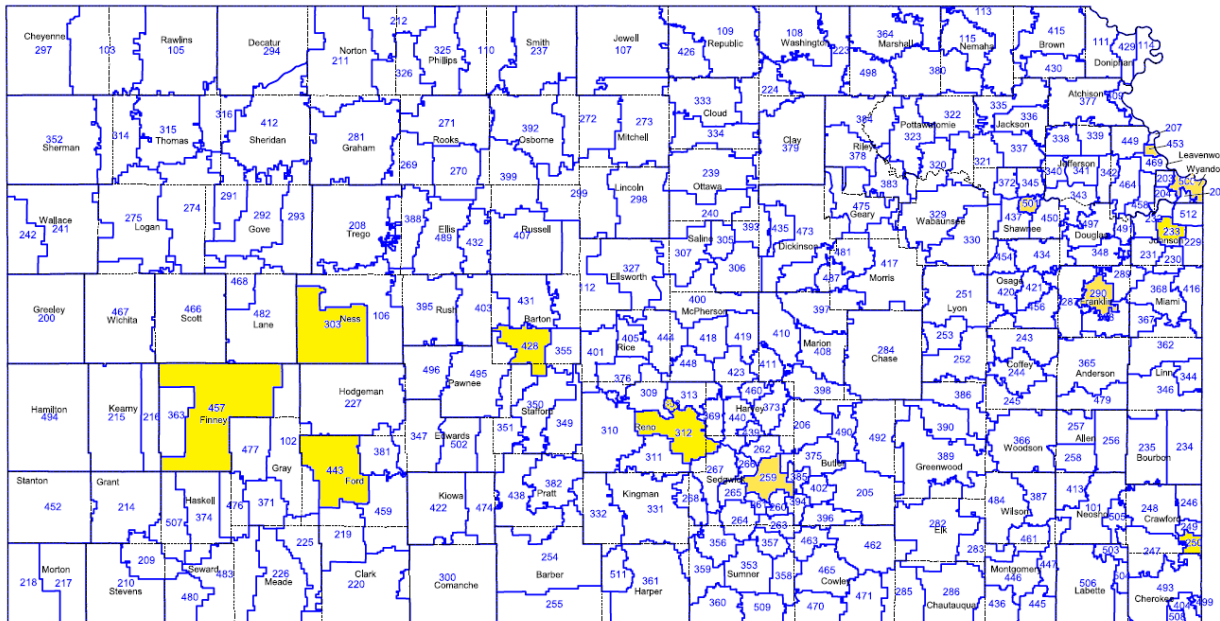 212
113
Cheyenne
297
103
Rawlins
105
Decatur
294
Norton
211
325
Phillips
326
110
Smith
237
Jewell
107
109
Republic
426
108
Washington
223
364
Marshall
498
115
Nemaha
380
415
Brown
430
111
429
114
Doniphan
224
Atchison
377
409
352
Sherman
314
315
Thomas
316
412
Sheridan
281
Graham
271
Rooks
270
269
392
Osborne
399
272
273
Mitchell
333
Cloud
334
Clay
379
384
Riley
378
Pottawatomie
323
322
320
321
335
Jackson
336
337
338
339
340
Jefferson
341
342
343
449
207
453
469
Leavenwo
Wyando
464
458
203
204
299
Wallace
241
242
275
Logan
274
291
292
Gove
293
208
Trego
388
Ellis
489
432
Russell
407
Lincoln
298
239
Ottawa
240
Saline
393
305
307
306
435
473
Dickinson
487
481
383
475
Geary
417
Morris
329
Wabaunsee
330
372
345
501
437
Shawnee
450
454
434
497
Douglas
491
348
512
233
Johnson
229
231
230
Greeley
200
467
Wichita
466
Scott
468
482
Lane
303
Ness
106
395
Rush
403
431
Barton
428
355
112
327
Ellsworth
400
McPherson
401
405
Rice
376
444
418
419
448
423
411
410
397
Marion
408
398
284
Chase
251
Lyon
253
252
386
Osage
420
421
456
287
289
290
Franklin
368
Miami
416
367
243
Coffey
244
245
365
Anderson
479
362
Linn
344
346
Hamilton
494
Kearny
215
216
363
457
Finney
Hodgeman
227
496
495
Pawnee
347
Edwards
502
350
Stafford
351
349
309
313
310
Reno
312
311
369
460
Harvey
373
440
439
206
490
492
390
389
Greenwood
366
Woodson
257
Allen
258
256
235
Bourbon
234
477
102
Gray
371
443
Ford
381
459
Stanton
452
Grant
214
Haskell
374
507
476
Kiowa
422
474
438
382
Pratt
Kingman
331
332
268
267
Sedgwick
266
262
259
265
264
260
263
375
385
Butler
402
394
396
205
484
Wilson
387
461
413
101
Neosho
505
248
Crawford
246
249
250
247
Morton
218
217
209
210
Stevens
Seward
483
480
225
226
Meade
219
Clark
220
300
Comanche
254
Barber
255
511
361
Harper
356
357
359
353
Sumner
358
360
509
463
462
465
Cowley
470
471
282
Elk
283
285
286
Chautauqua
Montgomery
446
447
436
445
503
506
Labette
504
493
Cherokee
404
508
499